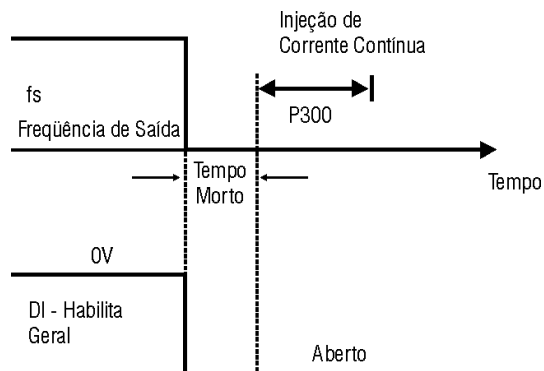 Injeção de
Corrente Contínua
fs
P300
Freqüência de Saída
Tempo
Morto
Tempo
0V
DI - Habilita
Geral
Aberto